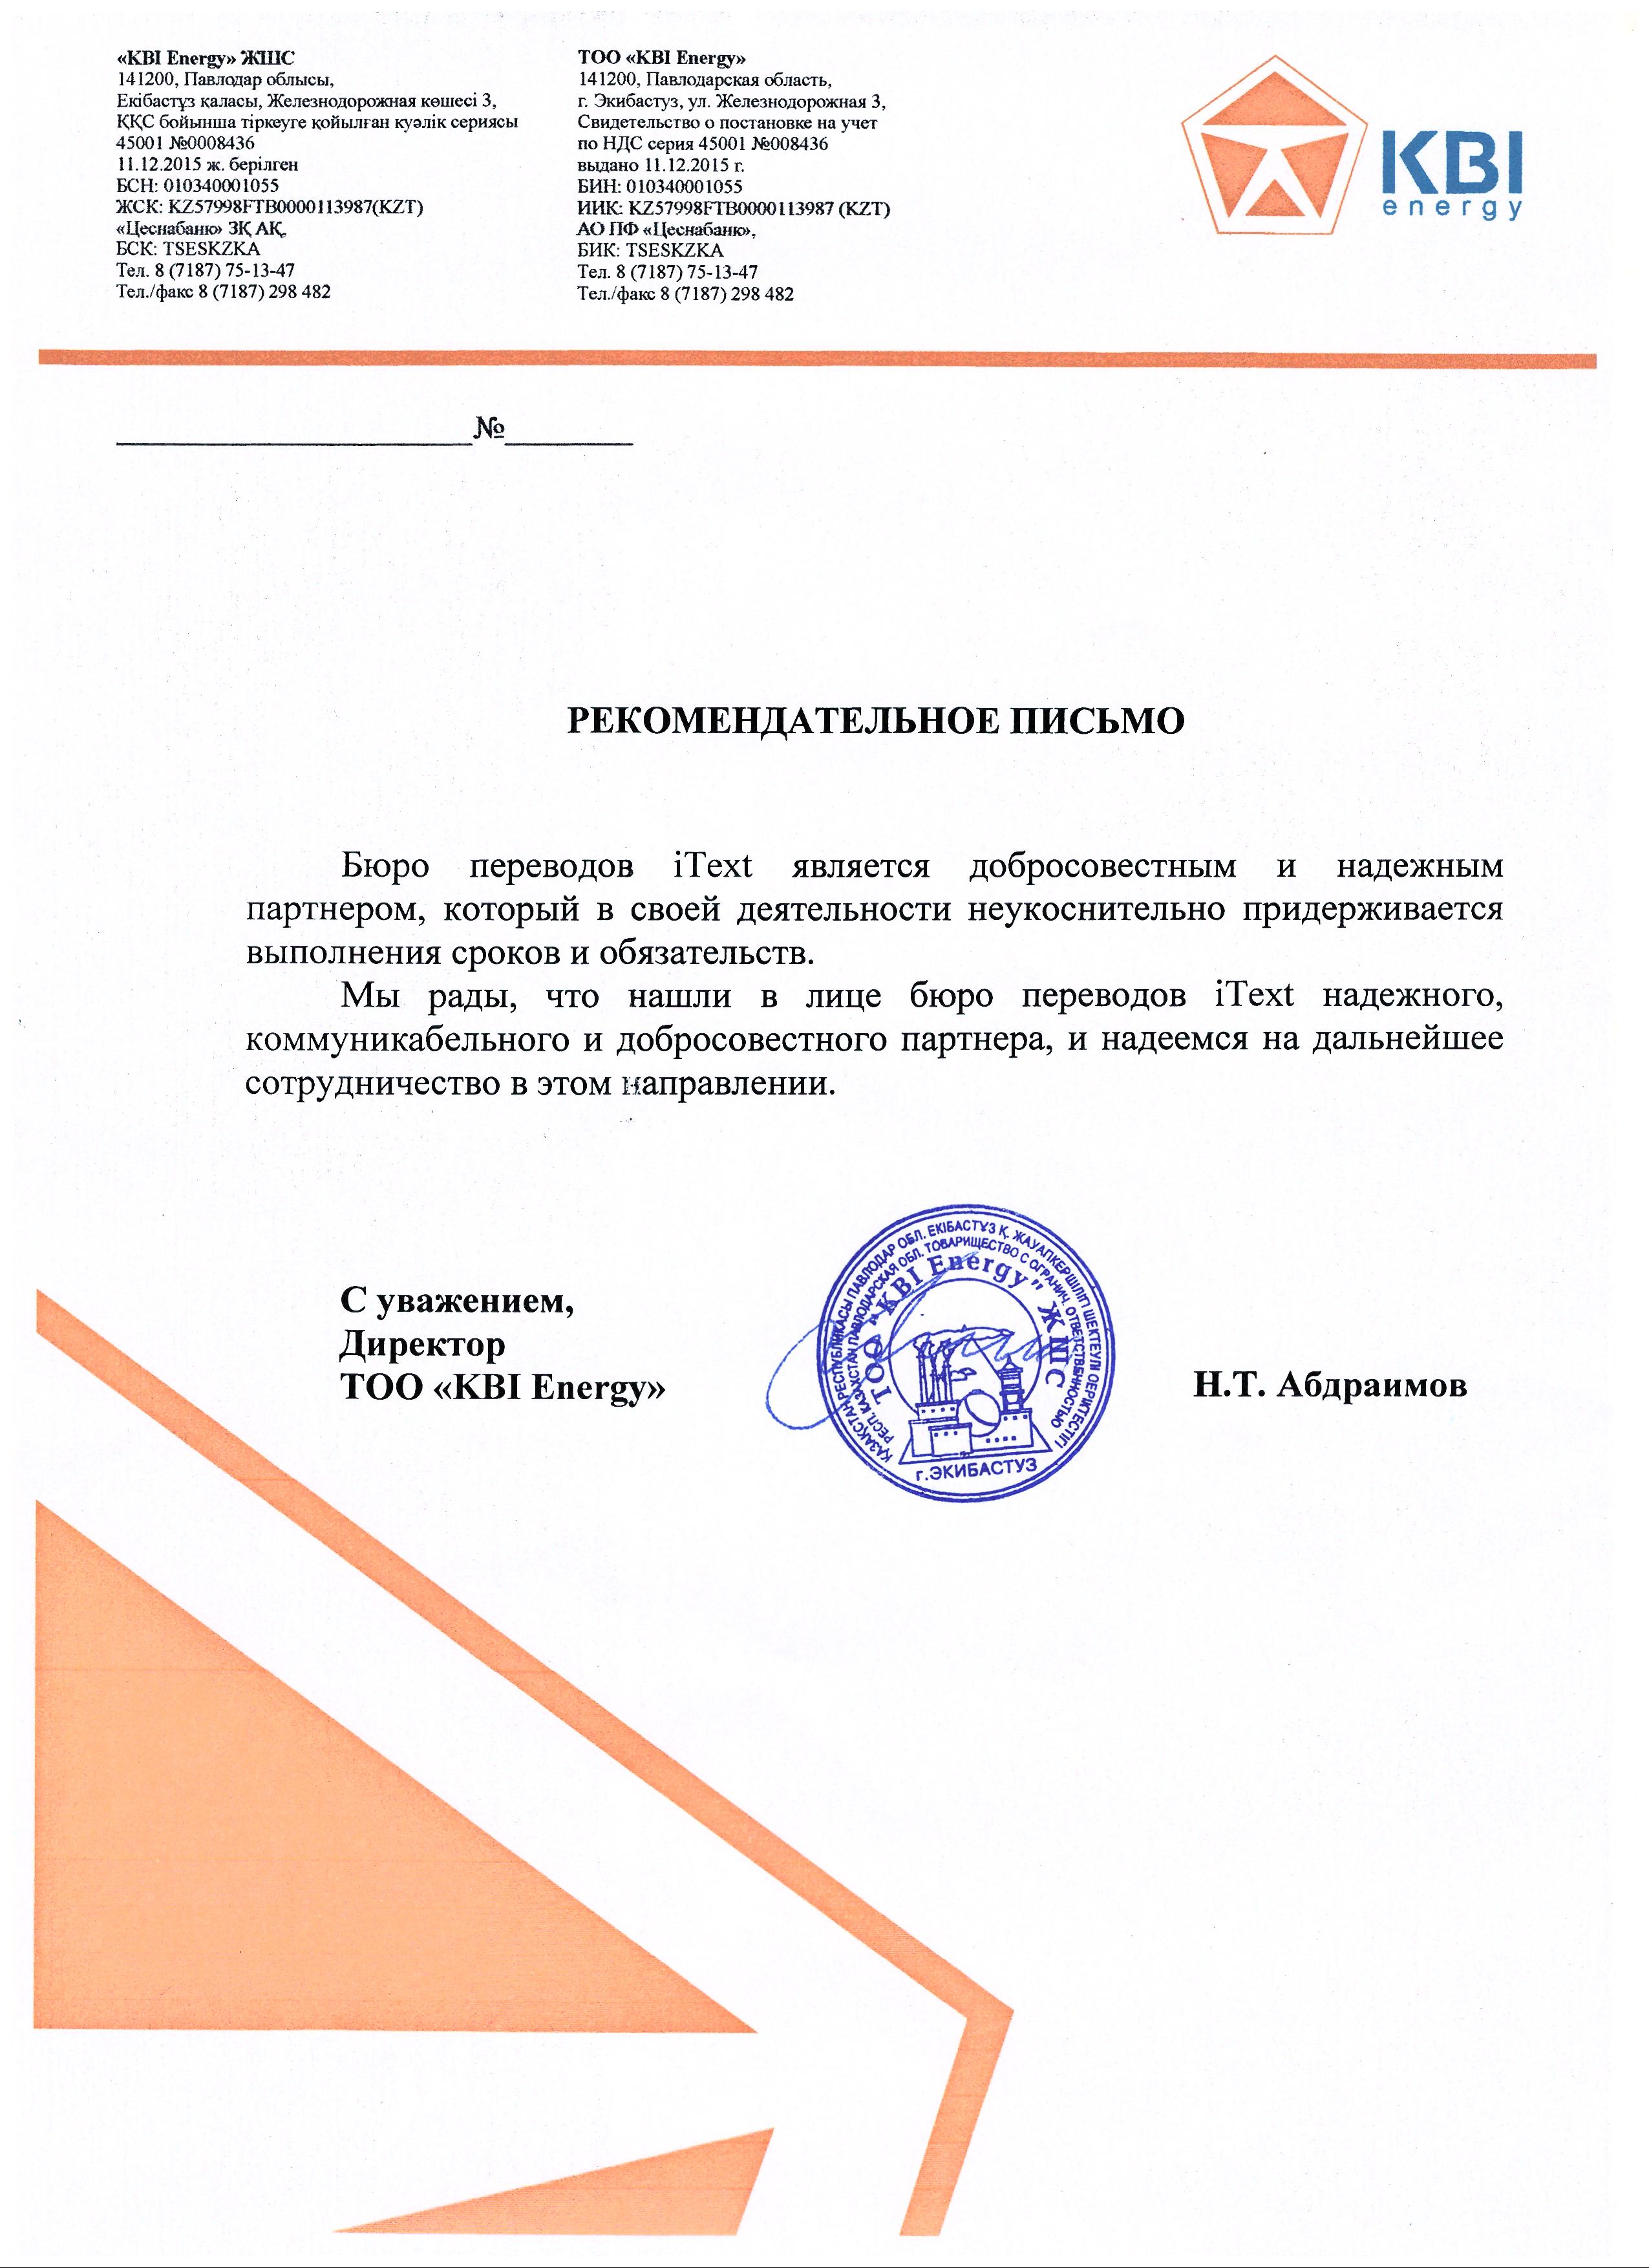 «KBI Energy» ЖШС
141200, Павлодар облысы,
Екібастұз қаласы, Железнодорожная көшесі 3,
ҚҚС бойынша тіркеуге қойылған куәлік сериясы
45001 №0008436
11.12.2015 ж. берілген
БСН: 010340001055
ЖСК: KZ57998FTB0000113987(KZT)
«Цеснабанк» ЗҚ АҚ,
БСК: TSESKZKA
Тел. 8 (7187) 75-13-47
Тел./факс 8 (7187) 298 482
ТОО «KBI Energy»
141200, Павлодарская область,
г. Экибастуз, ул. Железнодорожная 3,
Свидетельство о постановке на учет
по НДС серия 45001 №008436
выдано 11.12.2015 г.
БИН: 010340001055
ИИК: KZ57998FTB0000113987 (KZT)
АО ПФ «Цеснабанк»,
БИК: TSESKZKA
Тел. 8 (7187) 75-13-47
Тел./факс 8 (7187) 298 482
KBI
energy
№
РЕКОМЕНДАТЕЛЬНОЕ ПИСЬМО
Бюро переводов iText является добросовестным и надежным
партнером, который в своей деятельности неукоснительно придерживается
выполнения сроков и обязательств.
Мы рады, что нашли в лице бюро переводов iText надежного,
коммуникабельного и добросовестного партнера, и надеемся на дальнейшее
сотрудничество в этом направлении.
С уважением,
Директор
ТОО «KBI Energy»
Н.Т. Абдраимов
ҚАЗАҚСТАН РЕСПУБЛИКАСЫ ПАВЛОДАР ОБЛ. ЕКІБАСТҰЗ Қ. ЖАУАПКЕРШІЛІГІ ШЕКТЕУЛІ СЕРІКТЕСТІГІ
РЕСП. КАЗАХСТАН ПАВЛОДАРСКАЯ ОБЛ. ТОВАРИЩЕСТВО С ОГРАНИЧ. ОТВЕТСТВЕННОСТЬЮ
ТОО "KBI Energy" ЖШС
г.ЭКИБАСТУЗ